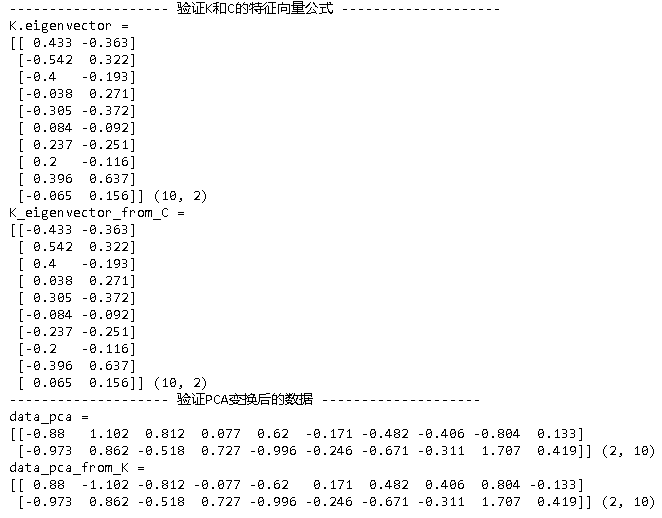 -------------------- 验证K和C的特征向量公式 --------------------
K.eigenvector =
[[ 0.433 -0.363]
 [-0.542  0.322]
 [-0.4   -0.193]
 [-0.038  0.271]
 [-0.305 -0.372]
 [ 0.084 -0.092]
 [ 0.237 -0.251]
 [ 0.2   -0.116]
 [ 0.396  0.637]
 [-0.065  0.156]] (10, 2)
K_eigenvector_from_C =
[[-0.433 -0.363]
 [ 0.542  0.322]
 [ 0.4   -0.193]
 [ 0.038  0.271]
 [ 0.305 -0.372]
 [-0.084 -0.092]
 [-0.237 -0.251]
 [-0.2   -0.116]
 [-0.396  0.637]
 [ 0.065  0.156]] (10, 2)
-------------------- 验证PCA变换后的数据 --------------------
data_pca =
[[-0.88   1.102  0.812  0.077  0.62  -0.171 -0.482 -0.406 -0.804  0.133]
 [-0.973  0.862 -0.518  0.727 -0.996 -0.246 -0.671 -0.311  1.707  0.419]] (2, 10)
data_pca_from_K =
[[ 0.88  -1.102 -0.812 -0.077 -0.62   0.171  0.482  0.406  0.804 -0.133]
 [-0.973  0.862 -0.518  0.727 -0.996 -0.246 -0.671 -0.311  1.707  0.419]] (2, 10)